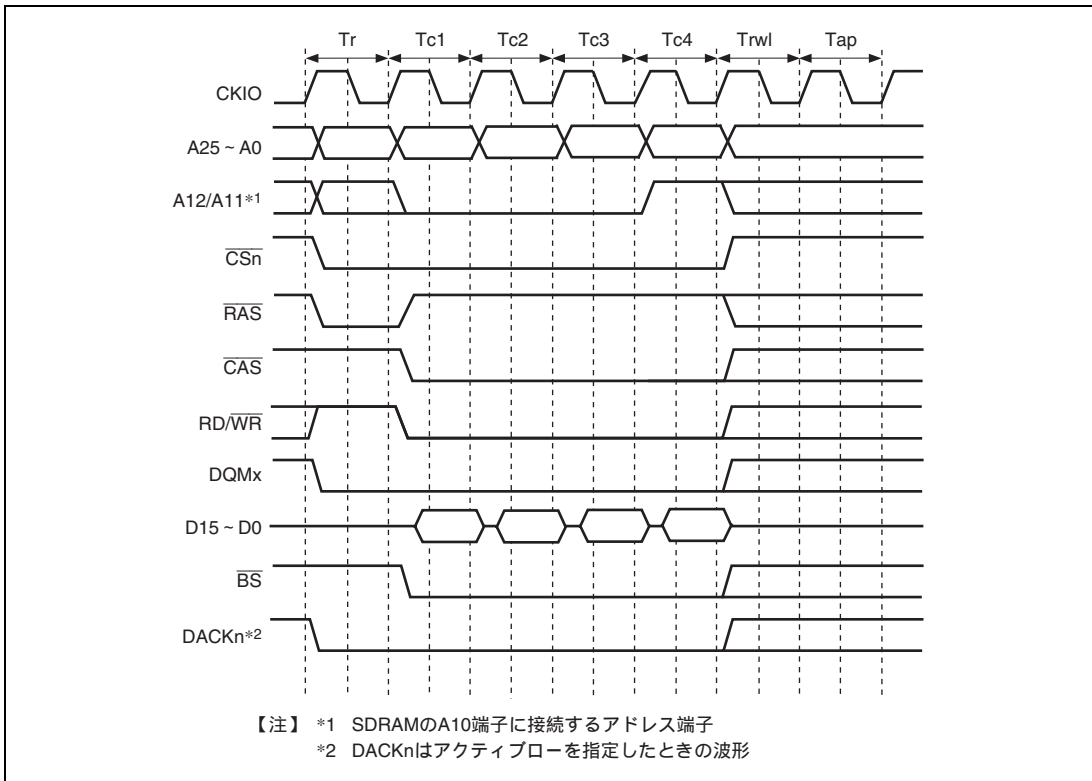 Tr Tc1 Tc2 Tc3 Tc4 Trwl Tap
CKIO
A25 ~ A0
A12/A11*1
CSn
RAS
CAS
RD/WR
DQMx
D15 ~ D0
BS
DACKn*2
【注】 *1 SDRAMのA10端子に接続するアドレス端子
*2 DACKnはアクティブローを指定したときの波形